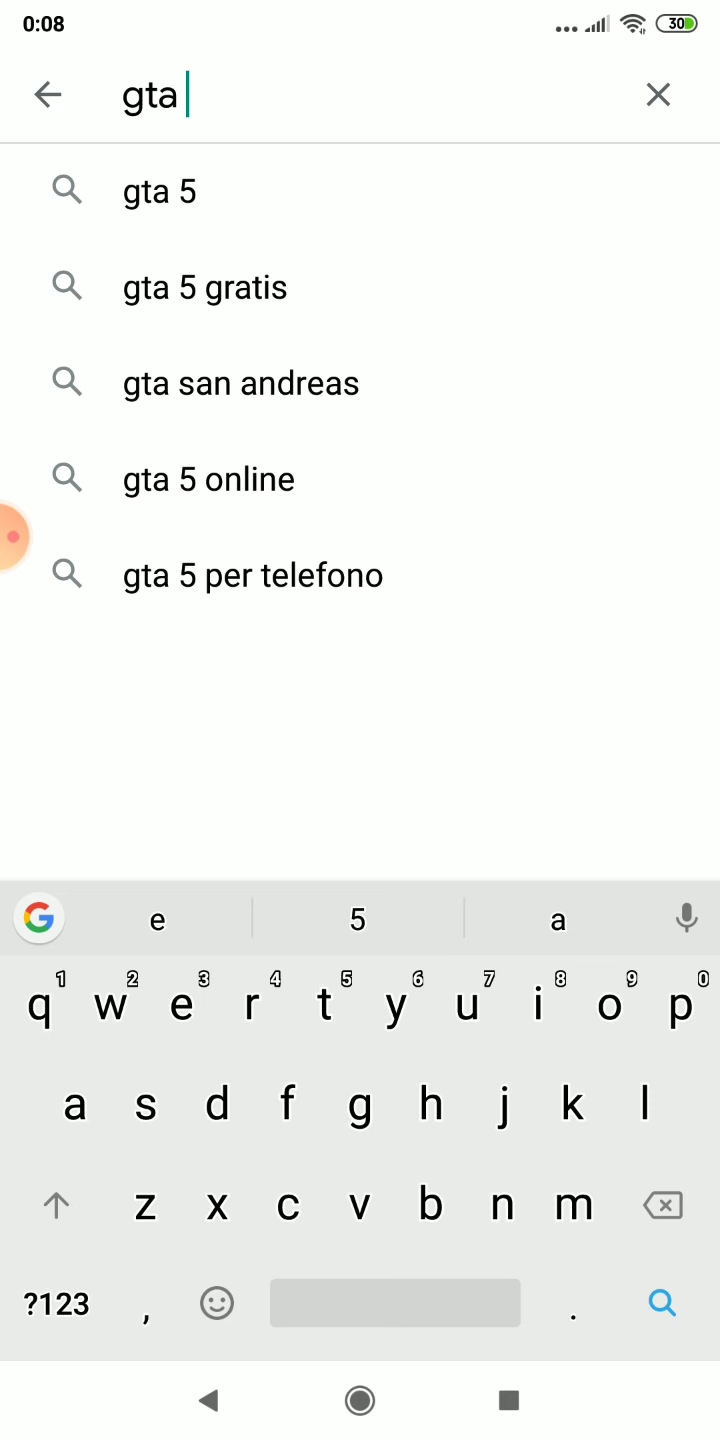 0:08
30
gta
gta 5
gta 5 gratis
gta san andreas
gta 5 online
gta 5 per telefono
e 5 a
1 2 3 4 5 6 7 8 9 0
q w e r t y u i o p
a s d f g h j k l
z x c v b n m
?123 , .